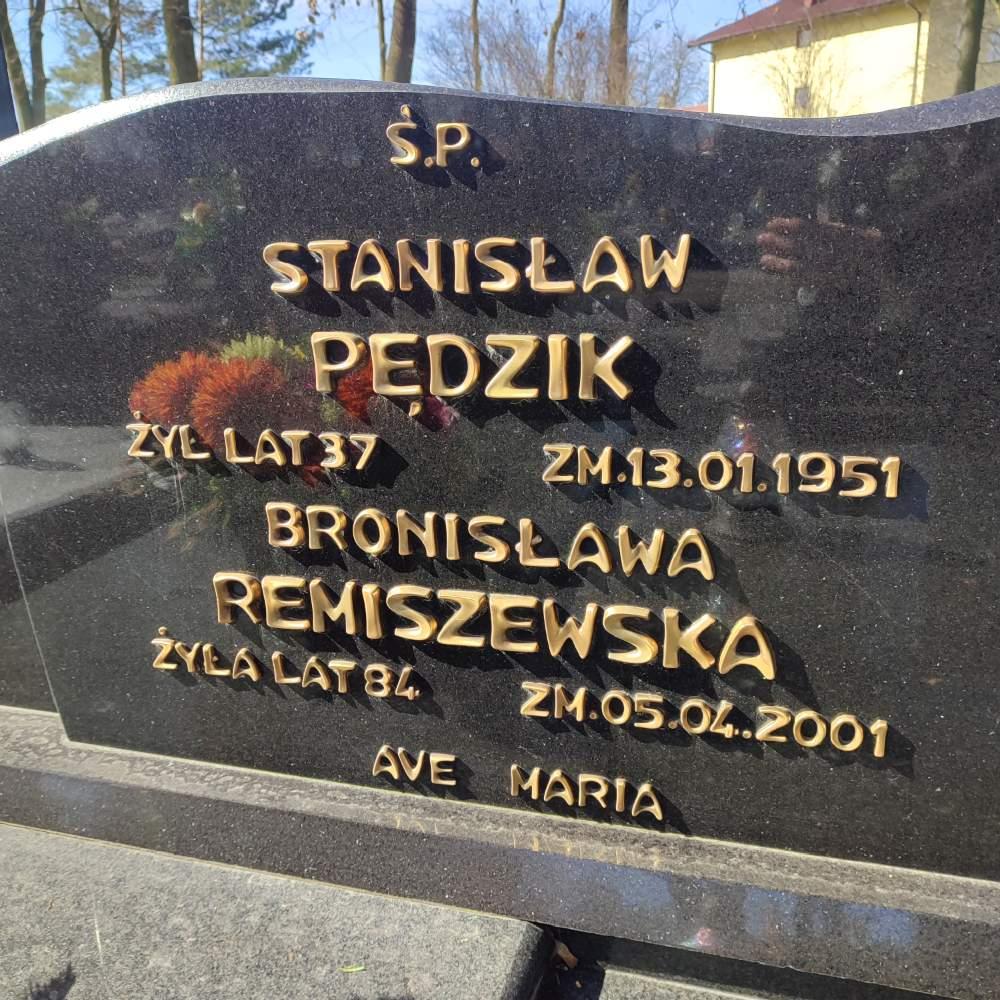 Ś.P.
STANISŁAW
PĘDZIK
ŻYŁ LAT 37 ZM.13.01.1951
BRONISŁAWA
REMISZEWSKA
ŻYŁA LAT 84 ZM.05.04..2001
AVE MARIA